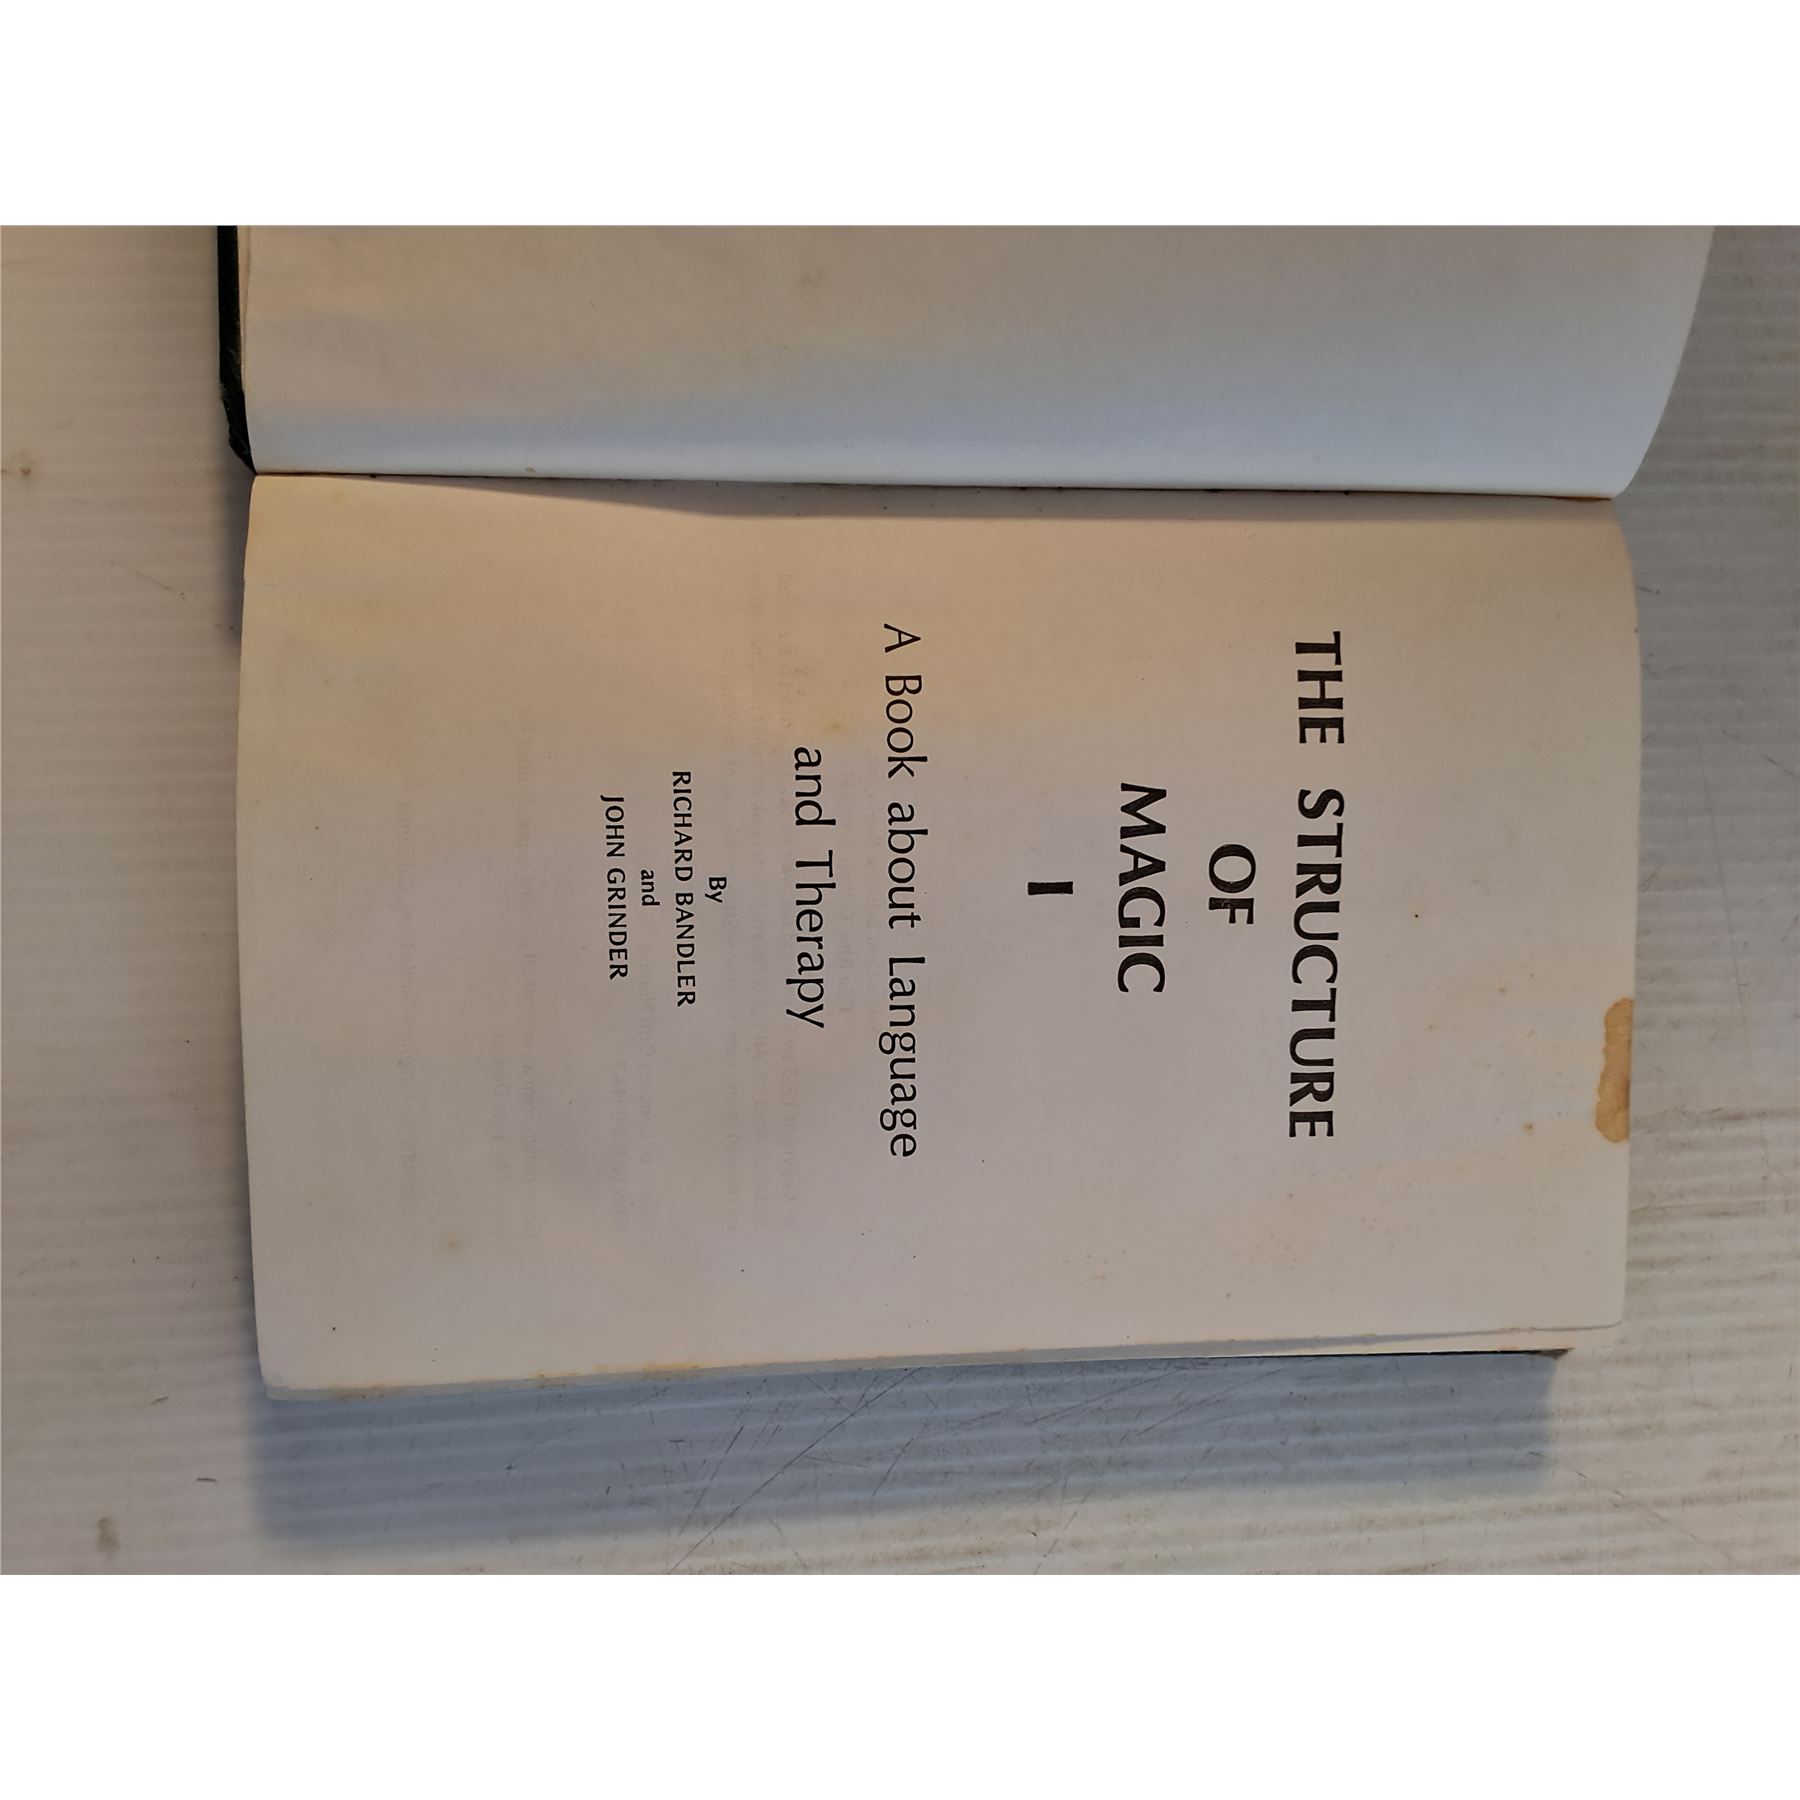 THE STRUCTURE
OF
MAGIC
I
A Book about Language
and Therapy
By
RICHARD BANDLER
and
JOHN GRINDER